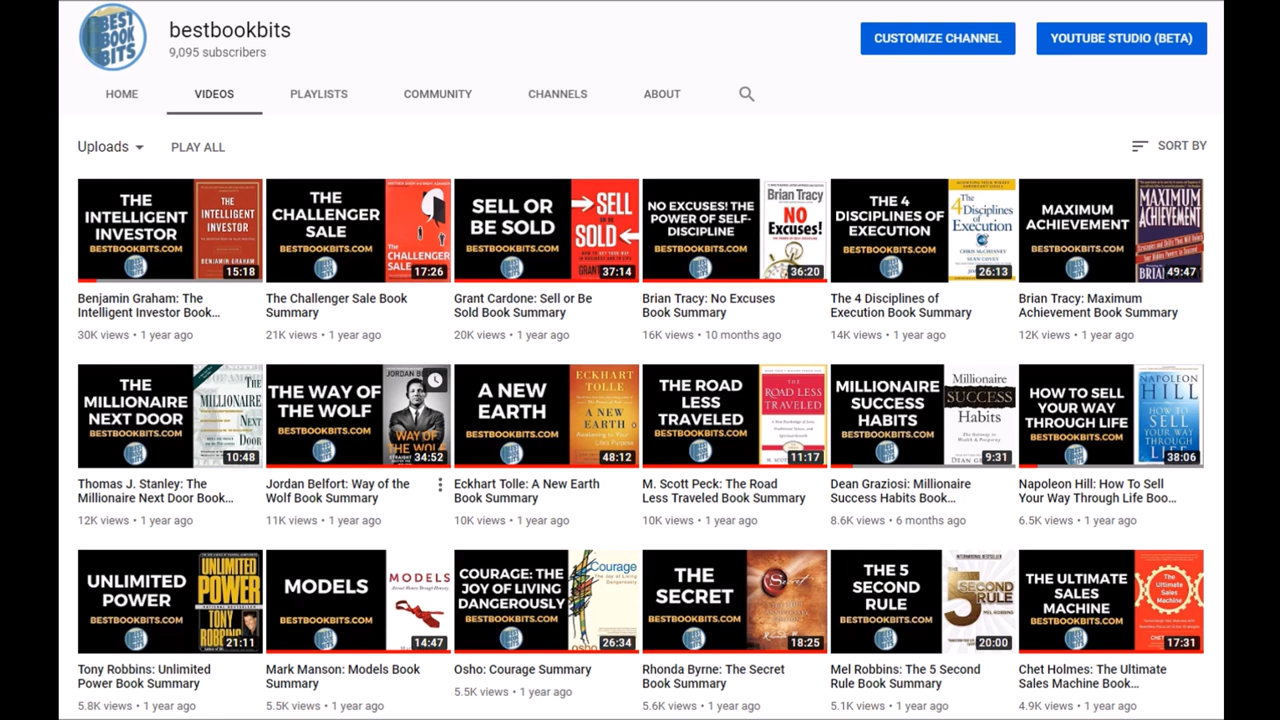 BEST BOOK BITS
bestbookbits
9,095 subscribers
CUSTOMIZE CHANNEL
YOUTUBE STUDIO (BETA)
HOME
VIDEOS
PLAYLISTS
COMMUNITY
CHANNELS
ABOUT
Uploads
PLAY ALL
SORT BY
THE INTELLIGENT INVESTOR
BESTBOOKBITS.COM
THE INTELLIGENT INVESTOR
BENJAMIN GRAHAM
15:18
THE CHALLENGER SALE
BESTBOOKBITS.COM
THE CHALLENGER SALE
17:26
SELL OR BE SOLD
BESTBOOKBITS.COM
SELL OR BE SOLD
GRANT
37:14
NO EXCUSES! THE POWER OF SELF-DISCIPLINE
BESTBOOKBITS.COM
Brian Tracy
NO Excuses!
36:20
THE 4 DISCIPLINES OF EXECUTION
BESTBOOKBITS.COM
The 4 Disciplines of Execution
CHRIS McCHESNEY
SEAN COVEY
26:13
MAXIMUM ACHIEVEMENT
BESTBOOKBITS.COM
MAXIMUM ACHIEVEMENT
BRIA
49:47
Benjamin Graham: The
Intelligent Investor Book...
30K views • 1 year ago
The Challenger Sale Book
Summary
21K views • 1 year ago
Grant Cardone: Sell or Be
Sold Book Summary
20K views • 1 year ago
Brian Tracy: No Excuses
Book Summary
16K views • 10 months ago
The 4 Disciplines of
Execution Book Summary
14K views • 1 year ago
Brian Tracy: Maximum
Achievement Book Summary
12K views • 1 year ago
THE MILLIONAIRE NEXT DOOR
BESTBOOKBITS.COM
The MILLIONAIRE Next Door
10:48
THE WAY OF THE WOLF
BESTBOOKBITS.COM
JORDAN BE
WAY OF THE WOLF
34:52
A NEW EARTH
BESTBOOKBITS.COM
ECKHART TOLLE
A NEW EARTH
48:12
THE ROAD LESS TRAVELED
BESTBOOKBITS.COM
THE ROAD LESS TRAVELED
11:17
MILLIONAIRE SUCCESS HABITS
BESTBOOKBITS.COM
Millionaire SUCCESS Habits
DEAN G
9:31
HOW TO SELL YOUR WAY THROUGH LIFE
BESTBOOKBITS.COM
NAPOLEON HILL
HOW TO SELL YOUR WAY THROUGH LIFE
38:06
Thomas J. Stanley: The
Millionaire Next Door Book...
12K views • 1 year ago
Jordan Belfort: Way of the
Wolf Book Summary
11K views • 1 year ago
Eckhart Tolle: A New Earth
Book Summary
10K views • 1 year ago
M. Scott Peck: The Road
Less Traveled Book Summary
10K views • 1 year ago
Dean Graziosi: Millionaire
Success Habits Book...
8.6K views • 6 months ago
Napoleon Hill: How To Sell
Your Way Through Life Boo...
6.5K views • 1 year ago
UNLIMITED POWER
BESTBOOKBITS.COM
UNLIMITED POWER
TONY ROBBINS
21:11
MODELS
BESTBOOKBITS.COM
MODELS
14:47
COURAGE: THE JOY OF LIVING DANGEROUSLY
BESTBOOKBITS.COM
Courage
The Joy of Living Dangerously
osho
26:34
THE SECRET
BESTBOOKBITS.COM
Secret
18:25
THE 5 SECOND RULE
BESTBOOKBITS.COM
5 SECOND RULE
MEL ROBBINS
20:00
THE ULTIMATE SALES MACHINE
BESTBOOKBITS.COM
The Ultimate Sales Machine
CHET
17:31
Tony Robbins: Unlimited
Power Book Summary
5.8K views • 1 year ago
Mark Manson: Models Book
Summary
5.5K views • 1 year ago
Osho: Courage Summary
5.5K views • 1 year ago
Rhonda Byrne: The Secret
Book Summary
5.6K views • 1 year ago
Mel Robbins: The 5 Second
Rule Book Summary
5.1K views • 1 year ago
Chet Holmes: The Ultimate
Sales Machine Book...
4.9K views • 1 year ago